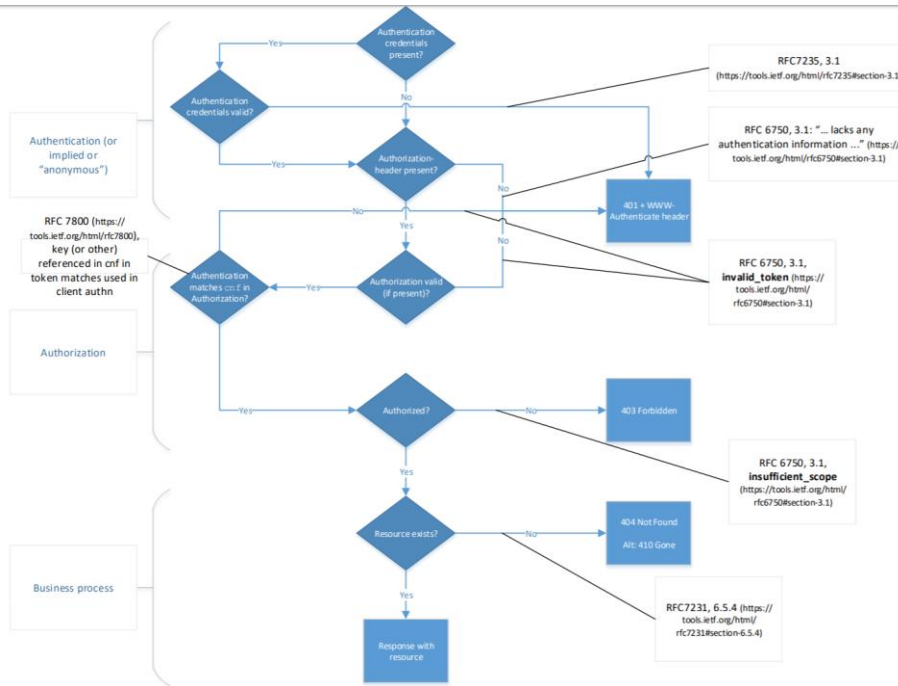 Authentication
credentials
present?
Yes
No
RFC7235, 3.1
(https://tools.ietf.org/html/rfc7235#section-3.1
Authentication
credentials valid?
No
RFC 6750, 3.1: “… lacks any
authentication information …” (https://
tools.ietf.org/html/rfc6750#section-3.1)
Authentication (or
implied or
“anonymous”)
Yes
Authorization-
header present?
No
401 + WWW-
Authenticate header
RFC 7800 (https://
tools.ietf.org/html/rfc7800),
key (or other)
referenced in cnf in
token matches used in
client authn
No
Yes
No
Authentication
matches cnf in
Authorization?
Yes
Authorization valid
(if present)?
RFC 6750, 3.1,
invalid_token (https://
tools.ietf.org/html/
rfc6750#section-3.1)
Authorization
Yes
Authorized?
No
403 Forbidden
RFC 6750, 3.1,
insufficient_scope
(https://tools.ietf.org/html/
rfc6750#section-3.1)
Yes
Resource exists?
No
404 Not Found
Alt: 410 Gone
Business process
Yes
RFC7231, 6.5.4 (https://
tools.ietf.org/html/
rfc7231#section-6.5.4)
Response with
resource